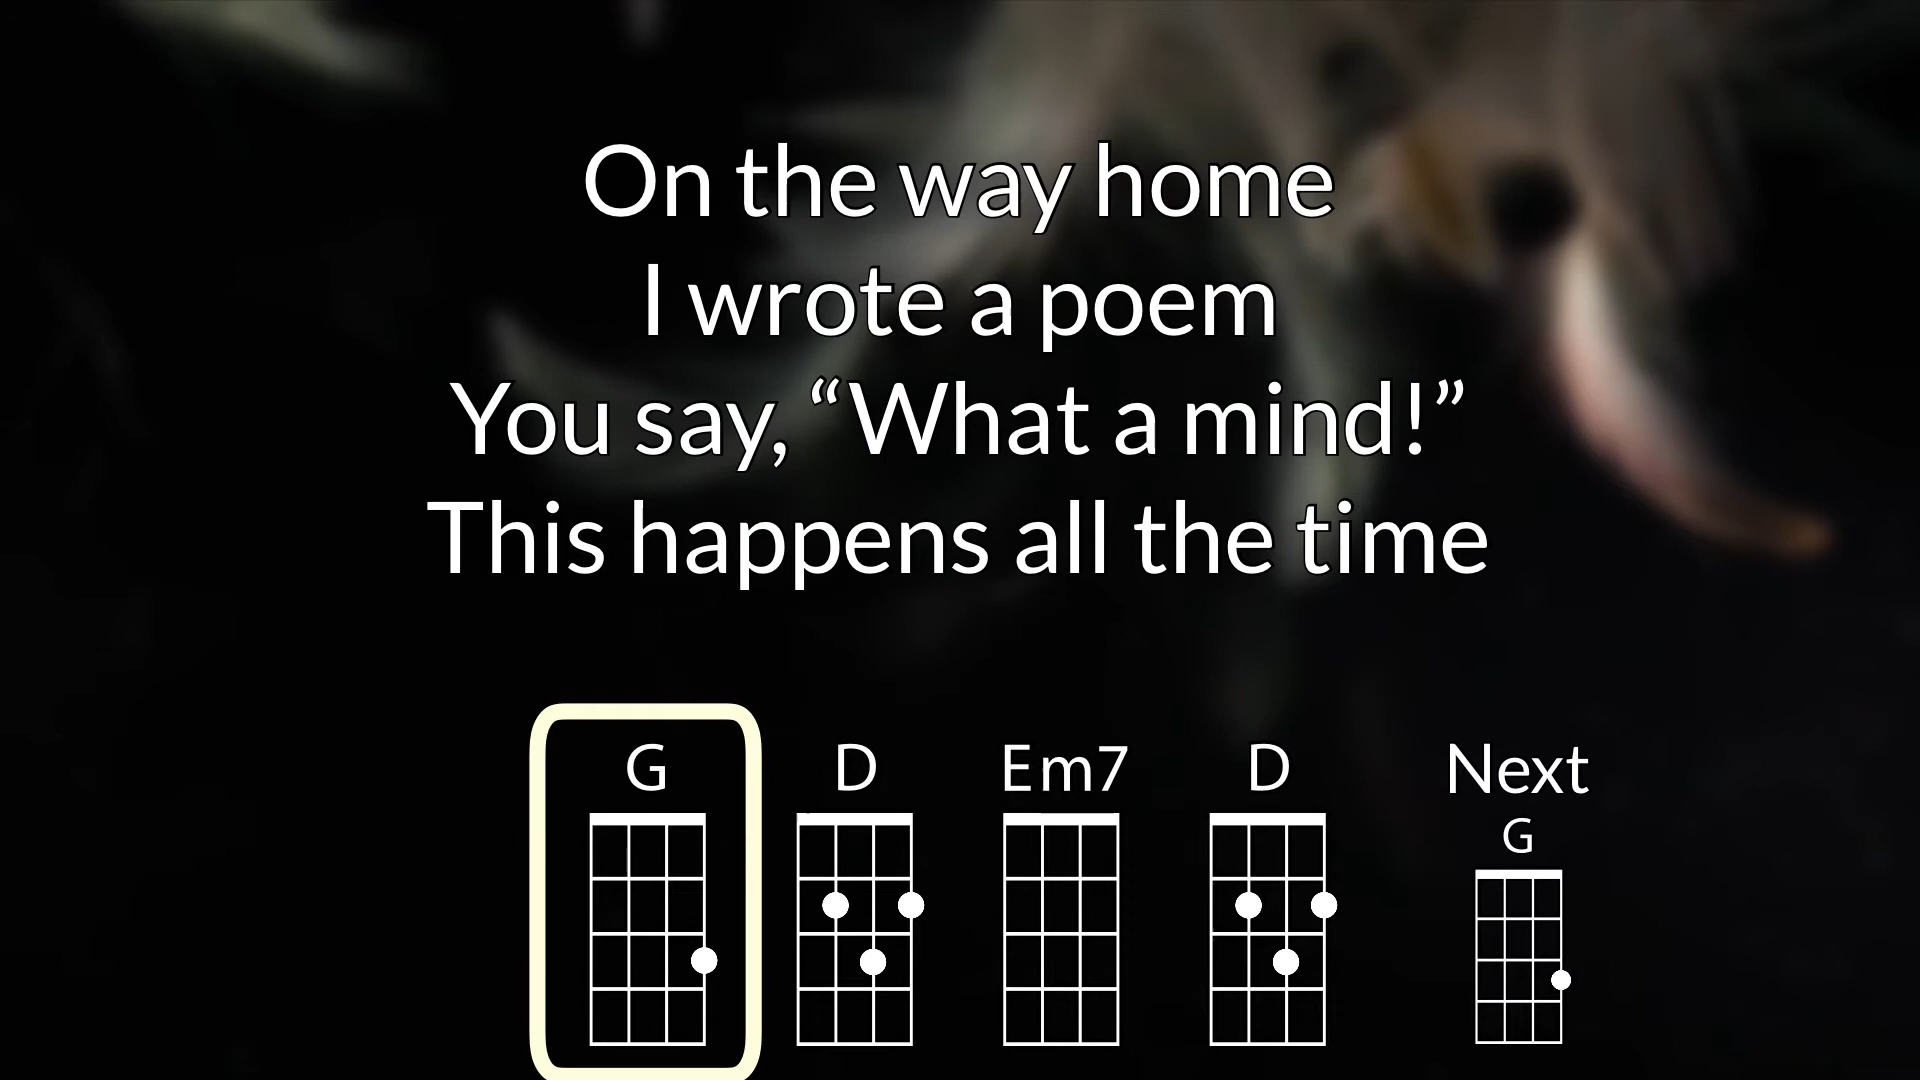 On the way home
I wrote a poem
You say, “What a mind!”
This happens all the time
G D Em7 D Next
G